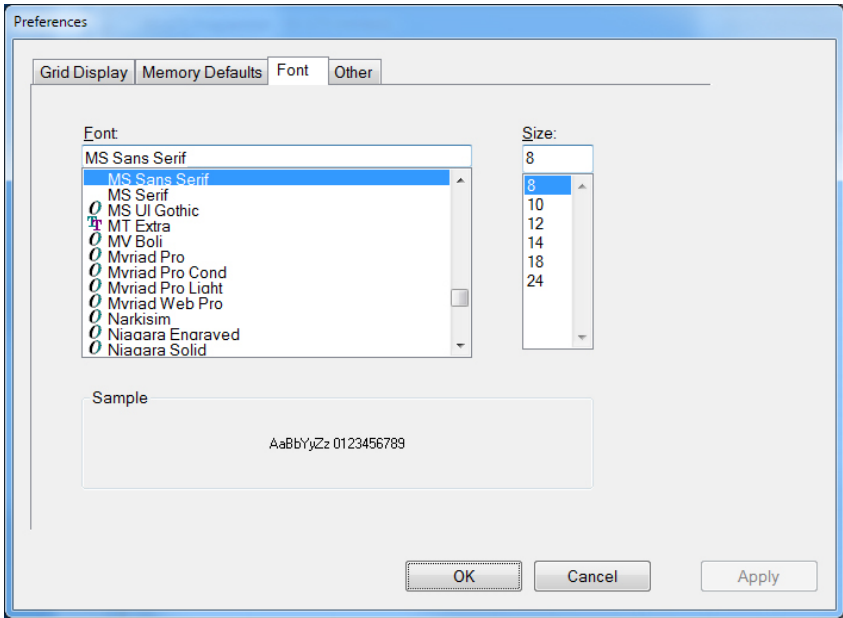 Preferences
Grid Display Memory Defaults Font Other
Font:
MS Sans Serif
MS Sans Serif
MS Serif
MS UI Gothic
MT Extra
MV Boli
Myriad Pro
Myriad Pro Cond
Myriad Pro Light
Myriad Web Pro
Narkisim
Niagara Engraved
Niagara Solid
Size:
8
8
10
12
14
18
24
Sample
AaBbYyZz 0123456789
OK Cancel Apply